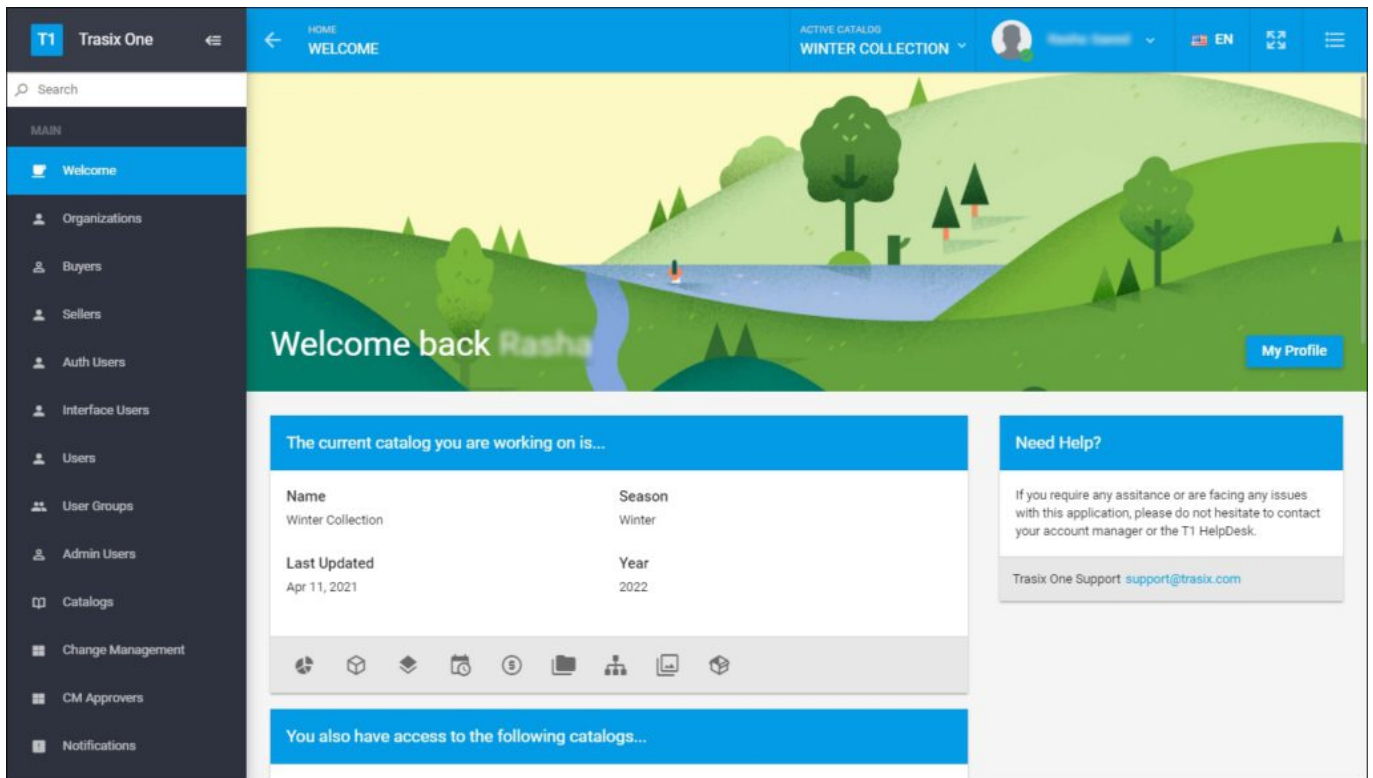 T1 Trasix One
Search
MAIN
Welcome
Organizations
Buyers
Sellers
Auth Users
Interface Users
Users
User Groups
Admin Users
Catalogs
Change Management
CM Approvers
Notifications
HOME
WELCOME
ACTIVE CATALOG
WINTER COLLECTION
EN
Welcome back
My Profile
The current catalog you are working on is...
Name
Winter Collection
Season
Winter
Last Updated
Apr 11, 2021
Year
2022
You also have access to the following catalogs...
Need Help?
If you require any assitance or are facing any issues
with this application, please do not hesitate to contact
your account manager or the T1 HelpDesk.
Trasix One Support support@trasix.com